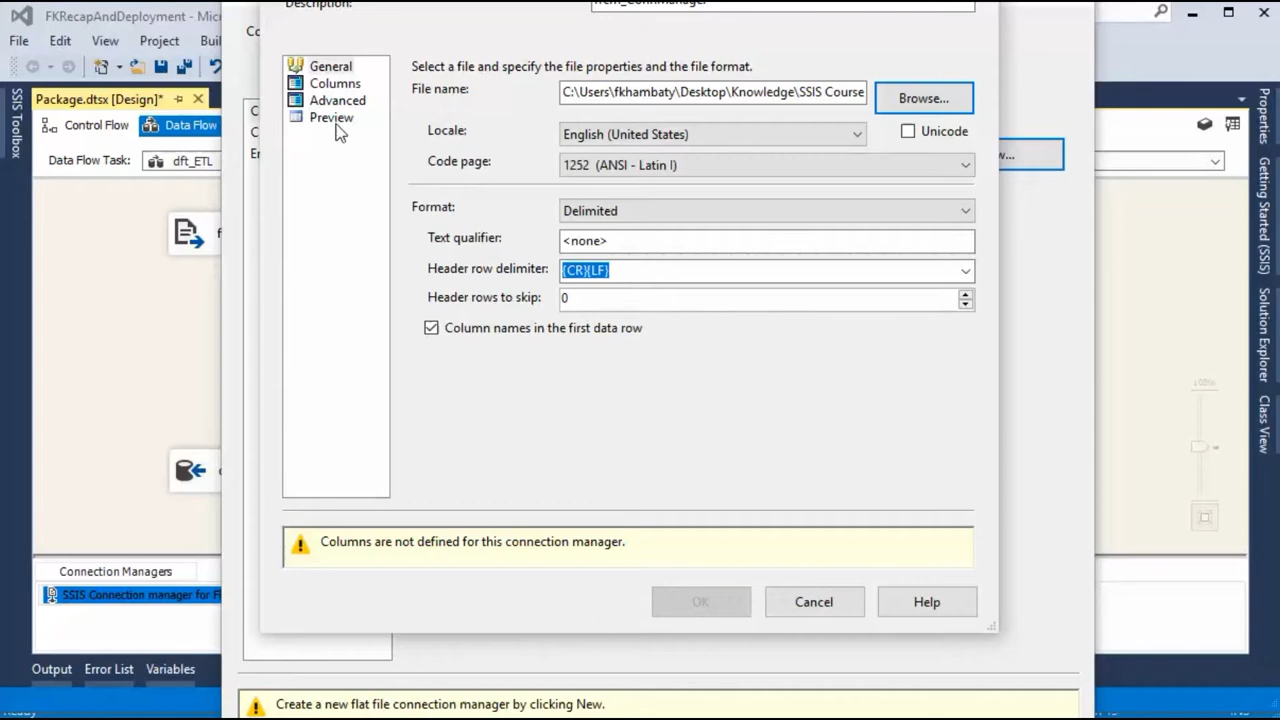 FKRecapAndDeployment - Mic
Description:
File Edit View Project Buil
Package.dtsx [Design]*
Control Flow Data Flow
Data Flow Task: dft_ETL
SSIS Toolbox
General
Columns
Advanced
Preview
Select a file and specify the file properties and the file format.
File name: C:\Users\fkhambaty\Desktop\Knowledge\SSIS Course Browse...
Locale: English (United States) Unicode
Code page: 1252 (ANSI - Latin I)
Format: Delimited
Text qualifier: <none>
Header row delimiter: {CR}{LF}
Header rows to skip: 0
Column names in the first data row
Columns are not defined for this connection manager.
OK Cancel Help
w...
Properties
Getting Started (SSIS)
Solution Explorer
Class View
Connection Managers
SSIS Connection manager for Fl
Output Error List Variables
Create a new flat file connection manager by clicking New.